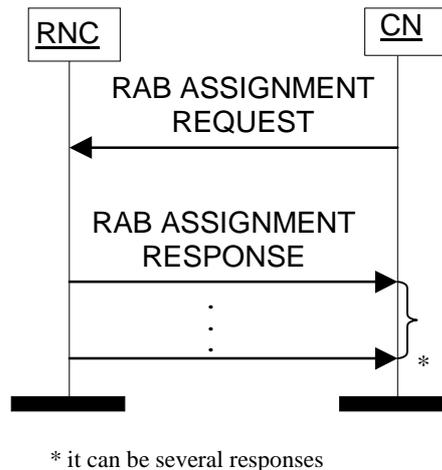 RNC
CN
RAB ASSIGNMENT
REQUEST
RAB ASSIGNMENT
RESPONSE
*
* it can be several responses